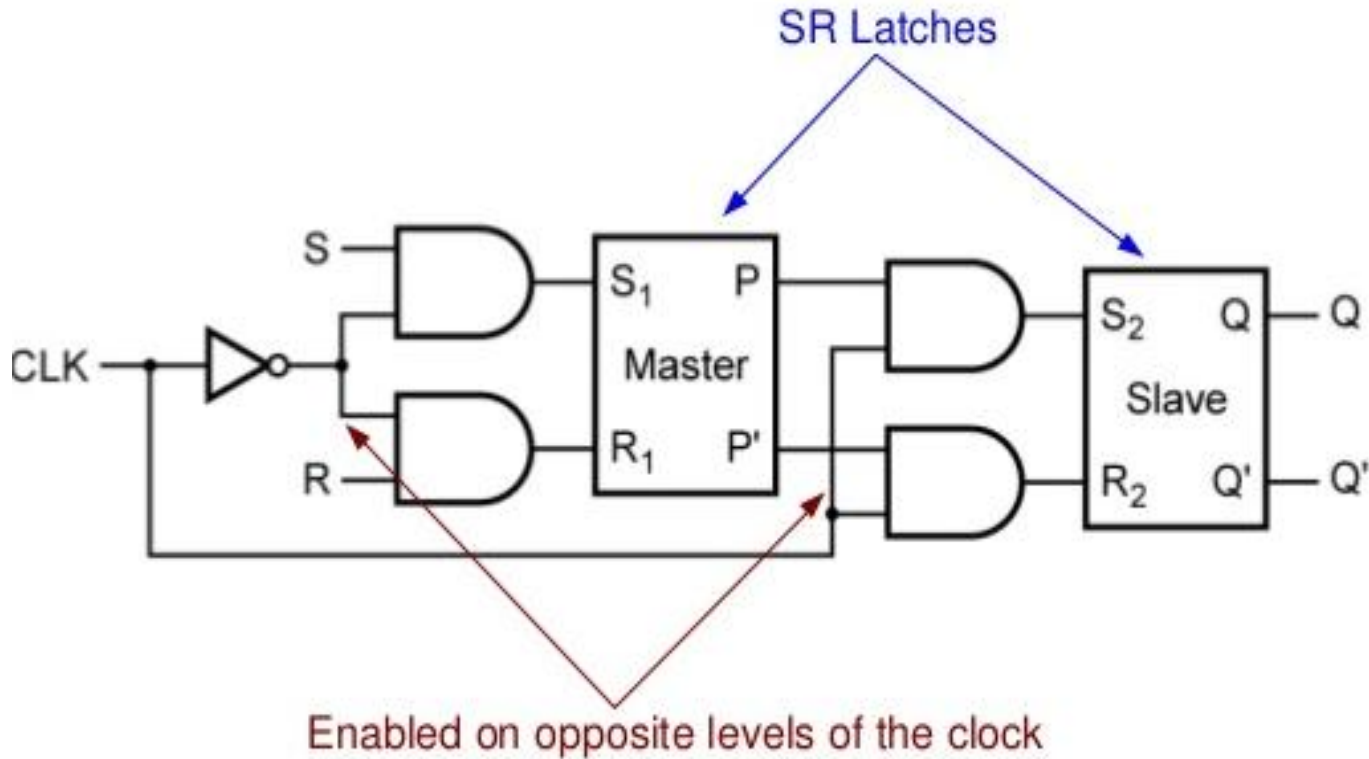 SR Latches
S
S₁ P
S₂ Q Q
CLK
Master
Slave
R₁ P'
R
R₂ Q' Q'
Enabled on opposite levels of the clock